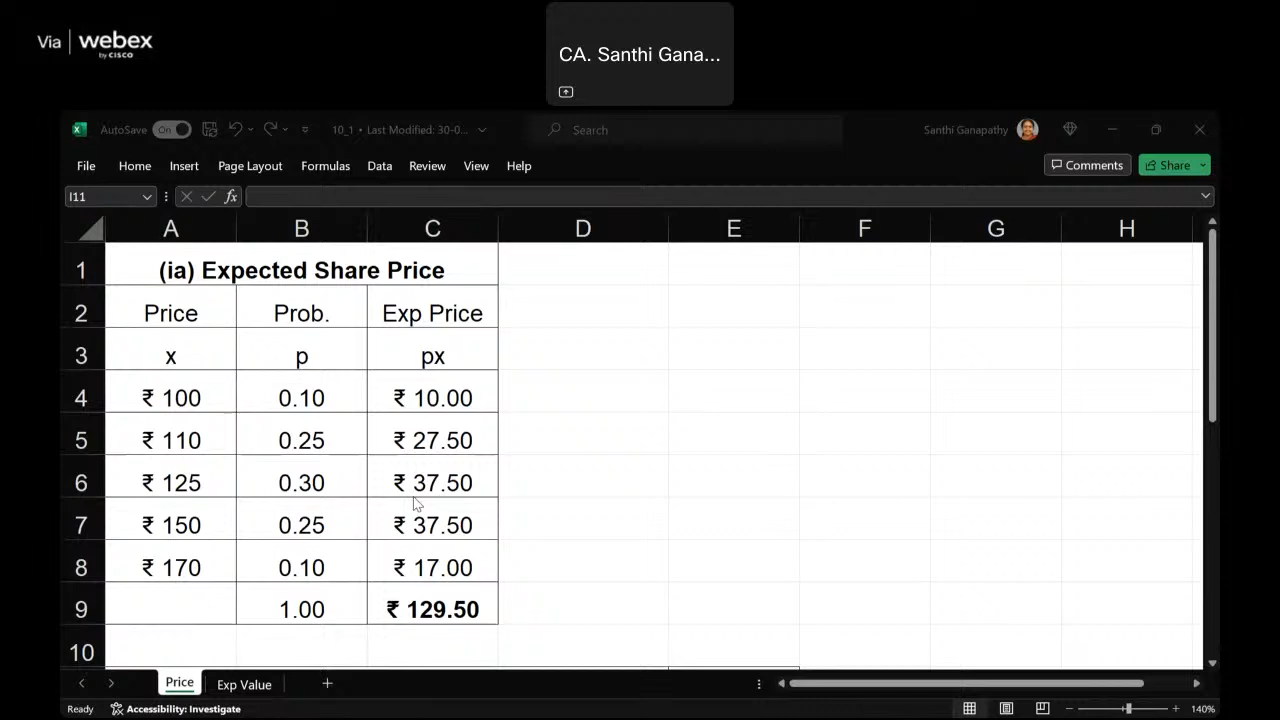 Via | webex
by CISCO
CA. Santhi Gana...
AutoSave On 10_1 • Last Modified: 30-0... Search Santhi Ganapathy
File Home Insert Page Layout Formulas Data Review View Help Comments Share
I11 fx
A B C D E F G H
1 (ia) Expected Share Price
2 Price Prob. Exp Price
3 x p px
4 ₹ 100 0.10 ₹ 10.00
5 ₹ 110 0.25 ₹ 27.50
6 ₹ 125 0.30 ₹ 37.50
7 ₹ 150 0.25 ₹ 37.50
8 ₹ 170 0.10 ₹ 17.00
9 1.00 ₹ 129.50
10
Price Exp Value
Ready Accessibility: Investigate 140%